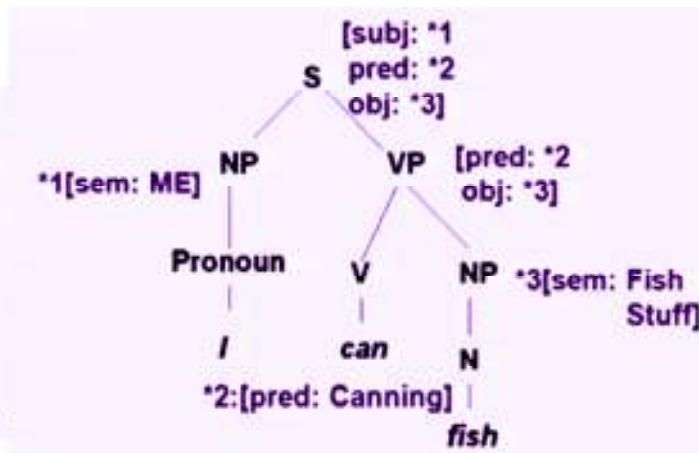 [subj: *1
S pred: *2
obj: *3]
NP VP [pred: *2
*1[sem: ME] obj: *3]
Pronoun V NP *3[sem: Fish
Stuff]
I can N
*2:[pred: Canning]
fish